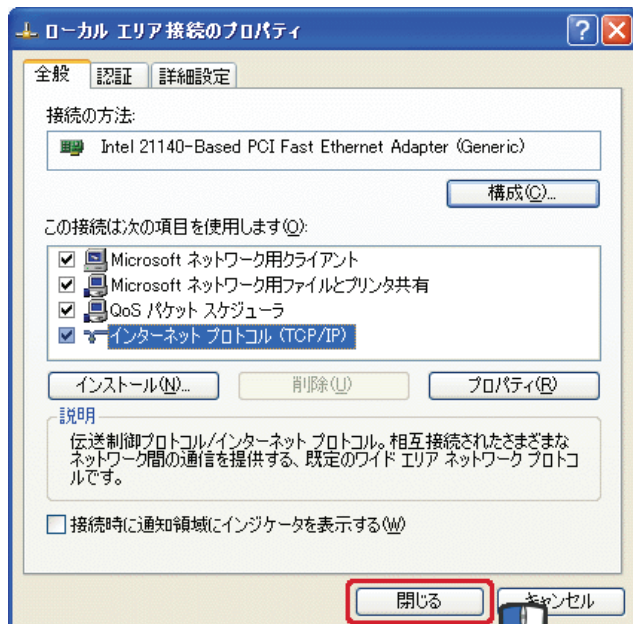 ローカル エリア接続のプロパティ
全般 認証 詳細設定
接続の方法:
Intel 21140-Based PCI Fast Ethernet Adapter (Generic)
構成(C)...
この接続は次の項目を使用します(O):
Microsoft ネットワーク用クライアント
Microsoft ネットワーク用ファイルとプリンタ共有
QoS パケット スケジューラ
インターネット プロトコル (TCP/IP)
インストール(N)... 削除(U) プロパティ(R)
説明
伝送制御プロトコル/インターネット プロトコル。相互接続されたさまざまな
ネットワーク間の通信を提供する、既定のワイド エリア ネットワーク プロトコ
ルです。
接続時に通知領域にインジケータを表示する(W)
閉じる キャンセル